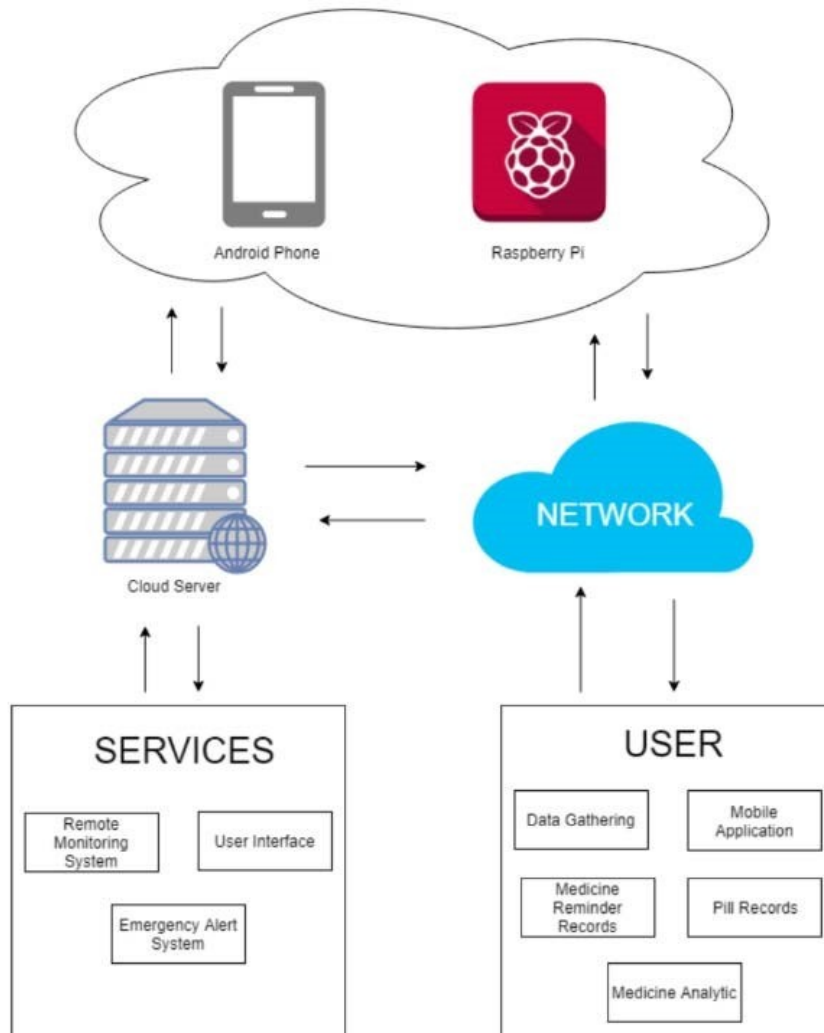 Android Phone
Raspberry Pi
Cloud Server
NETWORK
SERVICES
Remote
Monitoring
System
User Interface
Emergency Alert
System
USER
Data Gathering
Mobile
Application
Medicine
Reminder
Records
Pill Records
Medicine Analytic